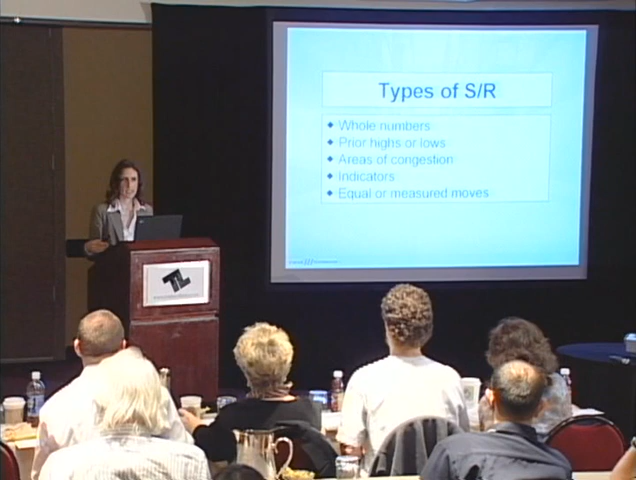 Types of S/R
Whole numbers
Prior highs or lows
Areas of congestion
Indicators
Equal or measured moves